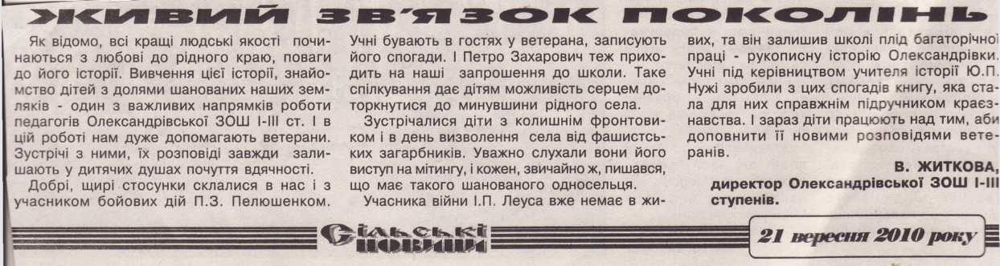 ЖИВИЙ ЗВ'ЯЗОК ПОКОЛІНЬ
Як відомо, всі кращі людські якості почи-
наються з любові до рідного краю, поваги
до його історії. Вивчення цієї історії, знайо-
мство дітей з долями шанованих наших зем-
ляків - один з важливих напрямків роботи
педагогів Олександрівської ЗОШ І-ІІІ ст. І в
цій роботі нам дуже допомагають ветерани.
Зустрічі з ними, їх розповіді завжди зали-
шають у дитячих душах почуття вдячності.
Добрі, щирі стосунки склалися в нас і з
учасником бойових дій П.З. Пелюшенком.
Учні бувають в гостях у ветерана, записують
його спогади. І Петро Захарович теж прихо-
дить на наші запрошення до школи. Таке
спілкування дає дітям можливість серцем до-
торкнутися до минувшини рідного села.
Зустрічалися діти з колишнім фронтови-
ком і в день визволення села від фашистсь-
ких загарбників. Уважно слухали вони його
виступ на мітингу, і кожен, звичайно ж, пишався,
що має такого шанованого односельця.
Учасника війни І.П. Леуса вже немає в жи-
вих, та він залишив школі плід багаторічної
праці - рукописну історію Олександрівки.
Учні під керівництвом учителя історії Ю.П.
Нужі зробили з цих спогадів книгу, яка ста-
ла для них справжнім підручником краєз-
навства. І зараз діти працюють над тим, аби
доповнити її новими розповідями вете-
ранів.
В. ЖИТКОВА,
директор Олександрівської ЗОШ І-ІІІ
ступенів.
Сільські
новини
21 вересня 2010 року